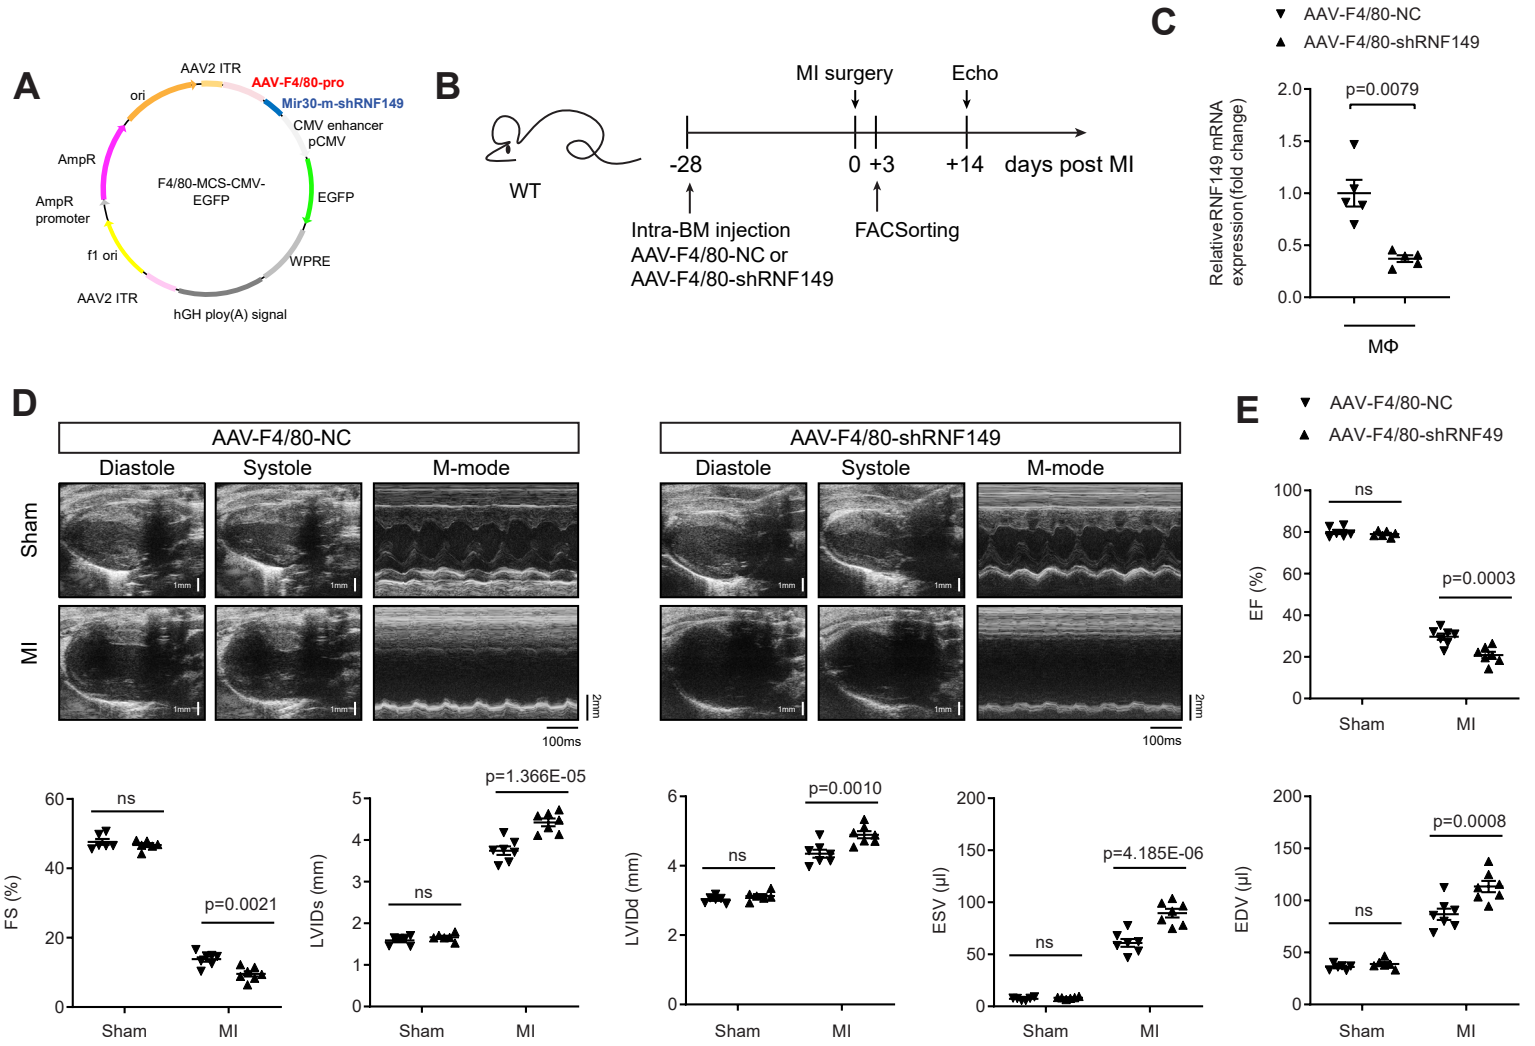 A
AAV2 ITR
AAV-F4/80-pro
Mir30-m-shRNF149
CMV enhancer
pCMV
EGFP
WPRE
hGH ploy(A) signal
AAV2 ITR
f1 ori
AmpR
promoter
AmpR
ori
F4/80-MCS-CMV-
EGFP
B
WT
MI surgery
Echo
-28
0
+3
+14
days post MI
Intra-BM injection
AAV-F4/80-NC or
AAV-F4/80-shRNF149
FACSorting
C
AAV-F4/80-NC
AAV-F4/80-shRNF149
Relative RNF149 mRNA
expression (fold change)
2.0
1.5
1.0
0.5
0.0
p=0.0079
MΦ
D
AAV-F4/80-NC
AAV-F4/80-shRNF149
Diastole
Systole
M-mode
Diastole
Systole
M-mode
Sham
1mm
1mm
1mm
1mm
MI
1mm
1mm
1mm
1mm
2mm
2mm
100ms
100ms
E
AAV-F4/80-NC
AAV-F4/80-shRNF49
EF (%)
100
80
60
40
20
0
ns
p=0.0003
Sham
MI
FS (%)
60
40
20
0
ns
p=0.0021
Sham
MI
LVIDs (mm)
5
4
3
2
1
0
ns
p=1.366E-05
Sham
MI
LVIDd (mm)
6
4
2
0
ns
p=0.0010
Sham
MI
ESV (µl)
200
150
100
50
0
ns
p=4.185E-06
Sham
MI
EDV (µl)
200
150
100
50
0
ns
p=0.0008
Sham
MI